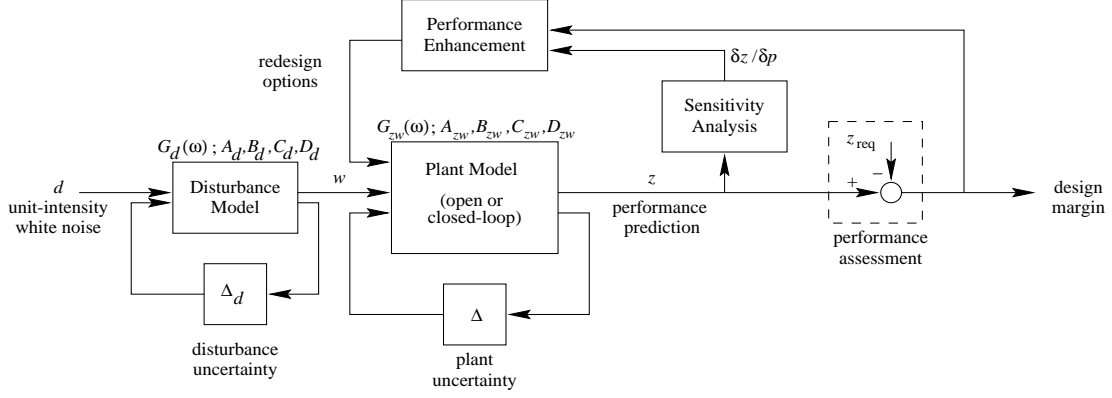 Performance
Enhancement
redesign
options
δz / δp
Sensitivity
Analysis
G_d(ω) ; A_d, B_d, C_d, D_d
G_zw(ω) ; A_zw, B_zw, C_zw, D_zw
z_req
d
unit-intensity
white noise
Disturbance
Model
w
Plant Model
(open or
closed-loop)
z
performance
prediction
+
−
design
margin
performance
assessment
Δ_d
disturbance
uncertainty
Δ
plant
uncertainty